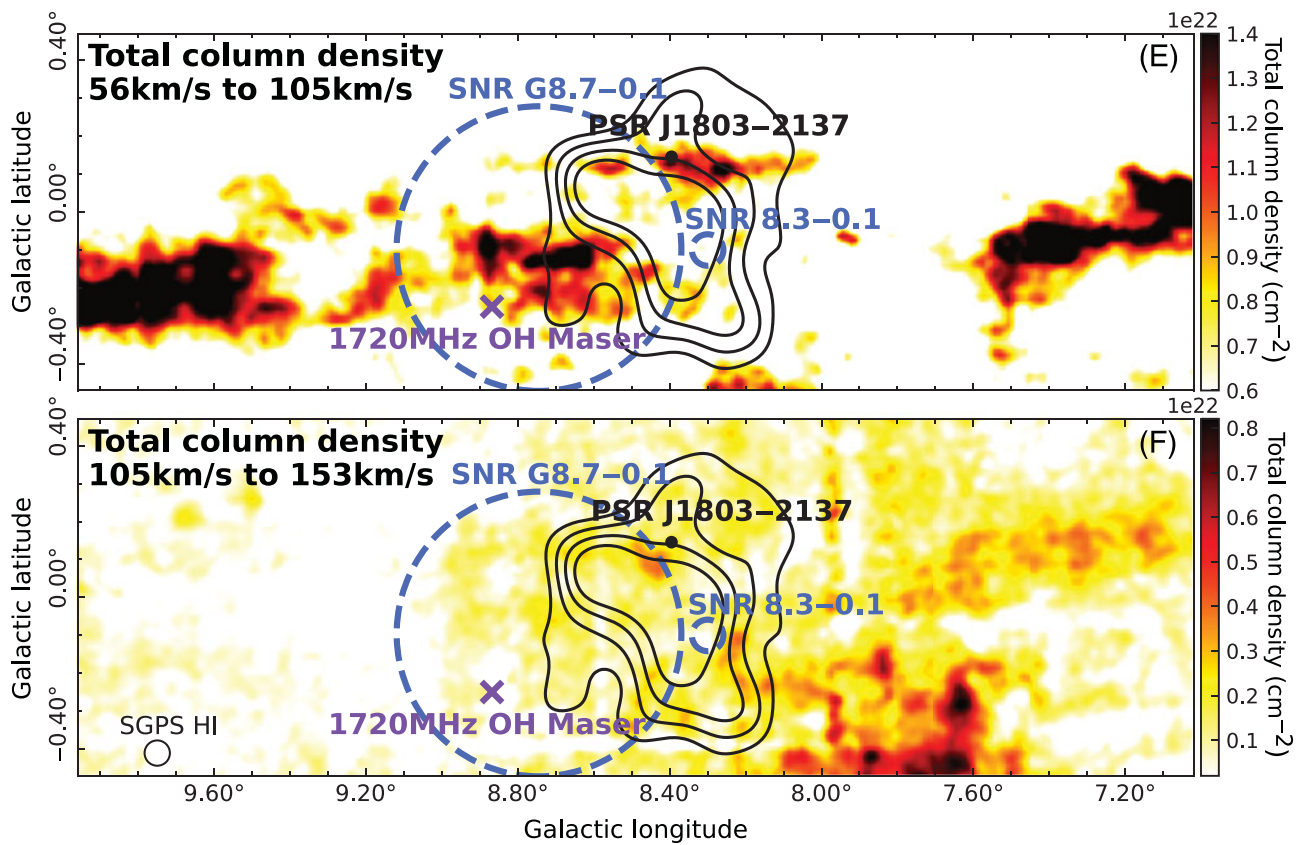 1e22
Total column density
56km/s to 105km/s
(E)
SNR G8.7−0.1
PSR J1803−2137
SNR 8.3−0.1
1720MHz OH Maser
Galactic latitude
0.40°
0.00°
−0.40°
1.4
1.3
1.2
1.1
1.0
0.9
0.8
0.7
0.6
Total column density (cm−2)
1e22
Total column density
105km/s to 153km/s
(F)
SNR G8.7−0.1
PSR J1803−2137
SNR 8.3−0.1
1720MHz OH Maser
SGPS HI
Galactic latitude
0.40°
0.00°
−0.40°
0.8
0.7
0.6
0.5
0.4
0.3
0.2
0.1
Total column density (cm−2)
9.60° 9.20° 8.80° 8.40° 8.00° 7.60° 7.20°
Galactic longitude